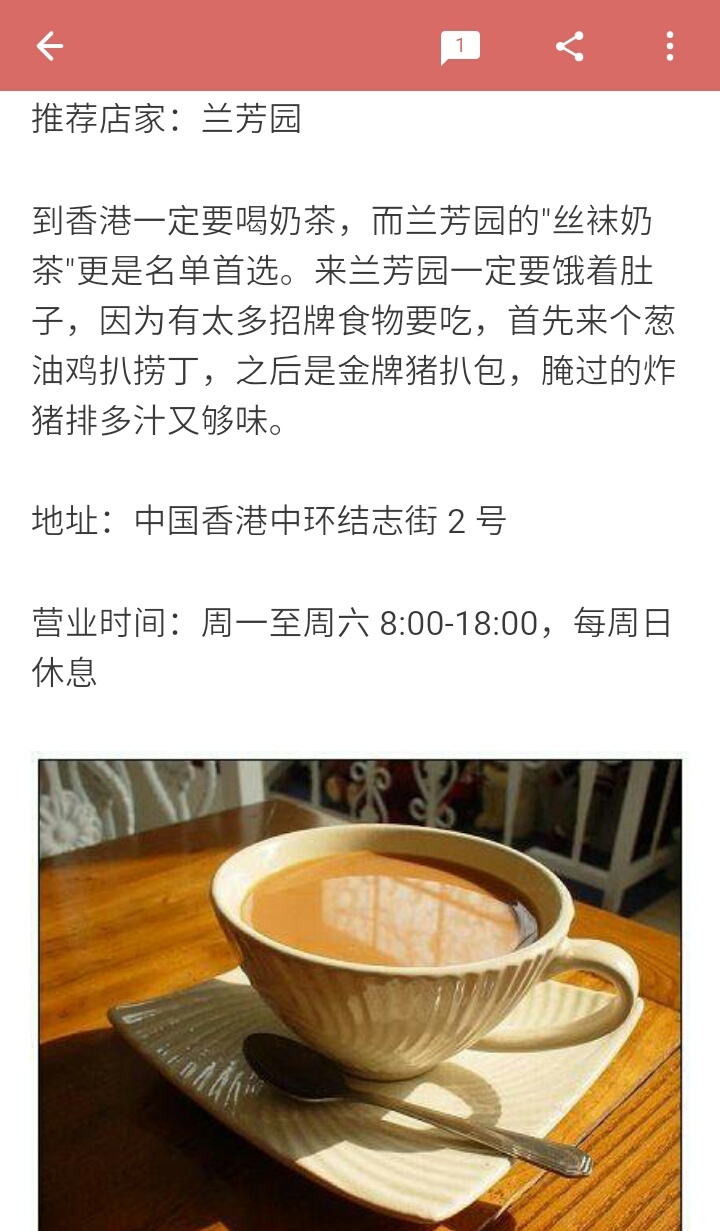 1
推荐店家：兰芳园
到香港一定要喝奶茶，而兰芳园的"丝袜奶
茶"更是名单首选。来兰芳园一定要饿着肚
子，因为有太多招牌食物要吃，首先来个葱
油鸡扒捞丁，之后是金牌猪扒包，腌过的炸
猪排多汁又够味。
地址：中国香港中环结志街 2 号
营业时间：周一至周六 8:00-18:00，每周日
休息